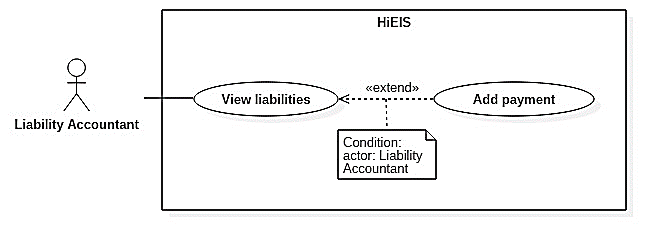 HiEIS
View liabilities
«extend»
Add payment
Liability Accountant
Condition:
actor: Liability
Accountant